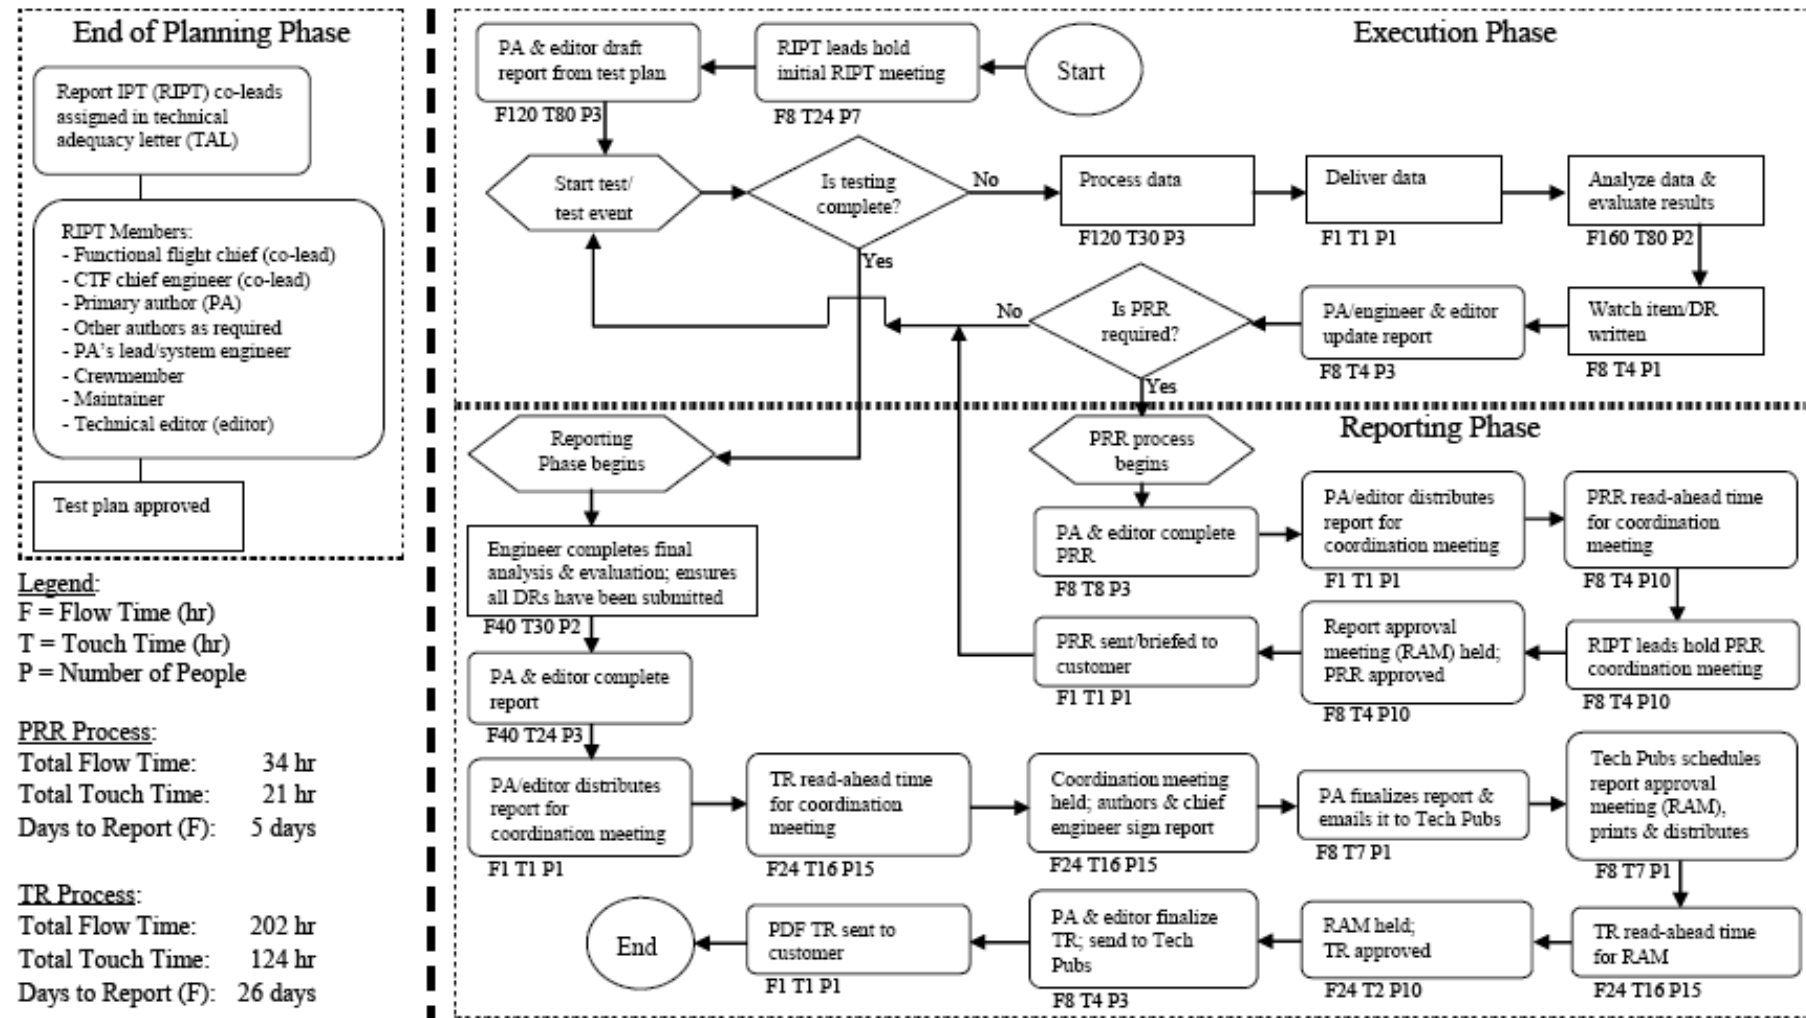 End of Planning Phase
Report IPT (RIPT) co-leads
assigned in technical
adequacy letter (TAL)
RIPT Members:
- Functional flight chief (co-lead)
- CTF chief engineer (co-lead)
- Primary author (PA)
- Other authors as required
- PA's lead/system engineer
- Crewmember
- Maintainer
- Technical editor (editor)
Test plan approved
Legend:
F = Flow Time (hr)
T = Touch Time (hr)
P = Number of People
PRR Process:
Total Flow Time: 34 hr
Total Touch Time: 21 hr
Days to Report (F): 5 days
TR Process:
Total Flow Time: 202 hr
Total Touch Time: 124 hr
Days to Report (F): 26 days
Execution Phase
Start
RIPT leads hold
initial RIPT meeting
F8 T24 P7
PA & editor draft
report from test plan
F120 T80 P3
Start test/
test event
Is testing
complete?
No
Yes
Process data
F120 T30 P3
Deliver data
F1 T1 P1
Analyze data &
evaluate results
F160 T80 P2
Watch item/DR
written
F8 T4 P1
PA/engineer & editor
update report
F8 T4 P3
Is PRR
required?
No
Yes
Reporting Phase
PRR process
begins
PA & editor complete
PRR
F8 T8 P3
PA/editor distributes
report for
coordination meeting
F1 T1 P1
PRR read-ahead time
for coordination
meeting
F8 T4 P10
RIPT leads hold PRR
coordination meeting
F8 T4 P10
Report approval
meeting (RAM) held;
PRR approved
F8 T4 P10
PRR sent/briefed to
customer
F1 T1 P1
Reporting
Phase begins
Engineer completes final
analysis & evaluation; ensures
all DRs have been submitted
F40 T30 P2
PA & editor complete
report
F40 T24 P3
PA/editor distributes
report for
coordination meeting
F1 T1 P1
TR read-ahead time
for coordination
meeting
F24 T16 P15
Coordination meeting
held; authors & chief
engineer sign report
F24 T16 P15
PA finalizes report &
emails it to Tech Pubs
F8 T7 P1
Tech Pubs schedules
report approval
meeting (RAM),
prints & distributes
F8 T7 P1
TR read-ahead time
for RAM
F24 T16 P15
RAM held;
TR approved
F24 T2 P10
PA & editor finalize
TR; send to Tech
Pubs
F8 T4 P3
PDF TR sent to
customer
F1 T1 P1
End